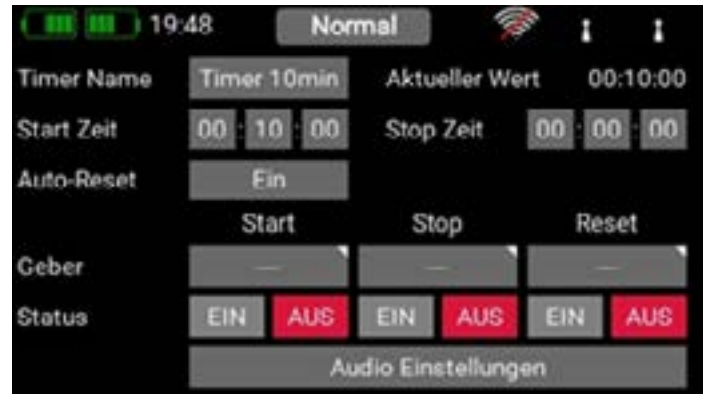 19:48 Normal
Timer Name Timer 10min Aktueller Wert 00:10:00
Start Zeit 00 : 10 : 00 Stop Zeit 00 : 00 : 00
Auto-Reset Ein
Start Stop Reset
Geber --- --- ---
Status EIN AUS EIN AUS EIN AUS
Audio Einstellungen